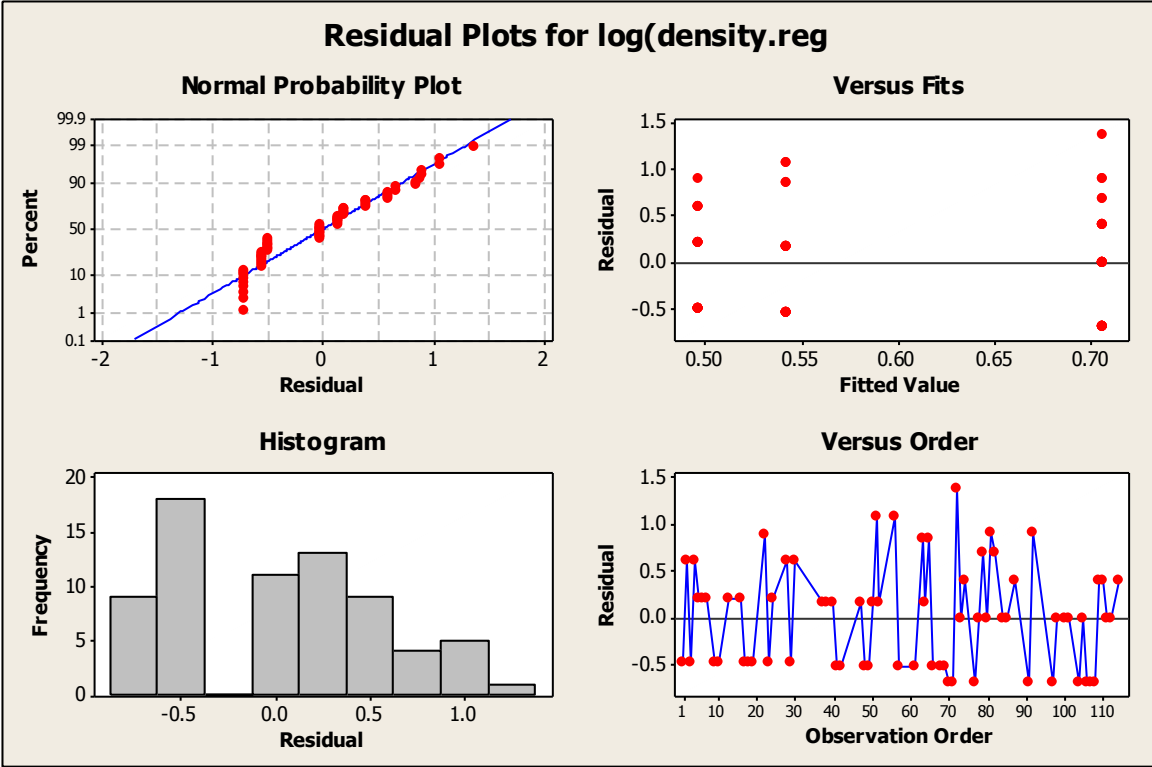 Residual Plots for log(density.reg
Normal Probability Plot
99.9
99
90
50
10
1
0.1
Percent
-2 -1 0 1 2
Residual
Versus Fits
1.5
1.0
0.5
0.0
-0.5
Residual
0.50 0.55 0.60 0.65 0.70
Fitted Value
Histogram
20
15
10
5
0
Frequency
-0.5 0.0 0.5 1.0
Residual
Versus Order
1.5
1.0
0.5
0.0
-0.5
Residual
1 10 20 30 40 50 60 70 80 90 100 110
Observation Order